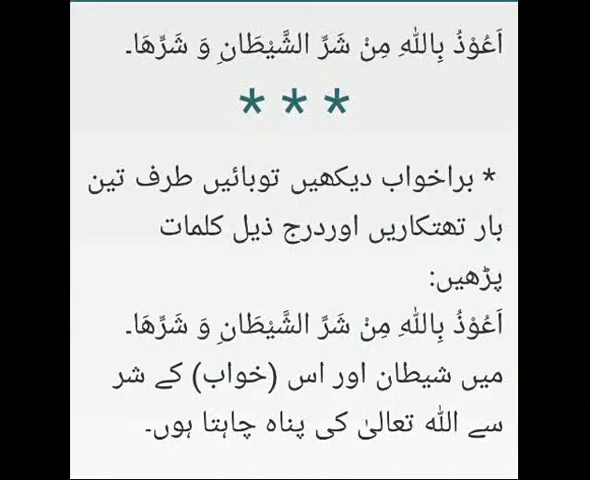 اَعُوْذُ بِاللّٰهِ مِنْ شَرِّ الشَّیْطَانِ وَ شَرِّهَا۔
* * *
* براخواب دیکھیں توبائیں طرف تین
بار تھتکاریں اوردرج ذیل کلمات
پڑھیں:
اَعُوْذُ بِاللّٰهِ مِنْ شَرِّ الشَّیْطَانِ وَ شَرِّهَا۔
میں شیطان اور اس (خواب) کے شر
سے اللّٰہ تعالیٰ کی پناہ چاہتا ہوں۔